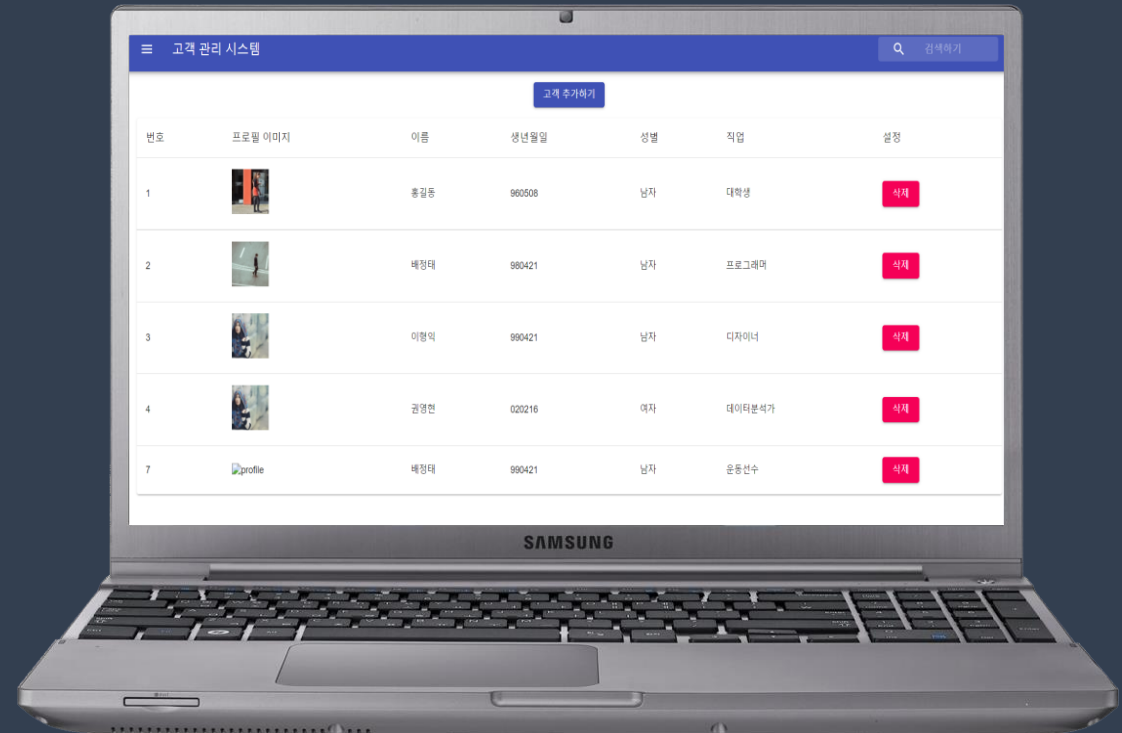 고객 관리 시스템
검색하기
고객 추가하기
번호 프로필 이미지 이름 생년월일 성별 직업 설정
1 홍길동 960508 남자 대학생 삭제
2 배정태 980421 남자 프로그래머 삭제
3 이형익 990421 남자 디자이너 삭제
4 권영현 020216 여자 데이터분석가 삭제
7 profile 배정태 990421 남자 운동선수 삭제
SAMSUNG